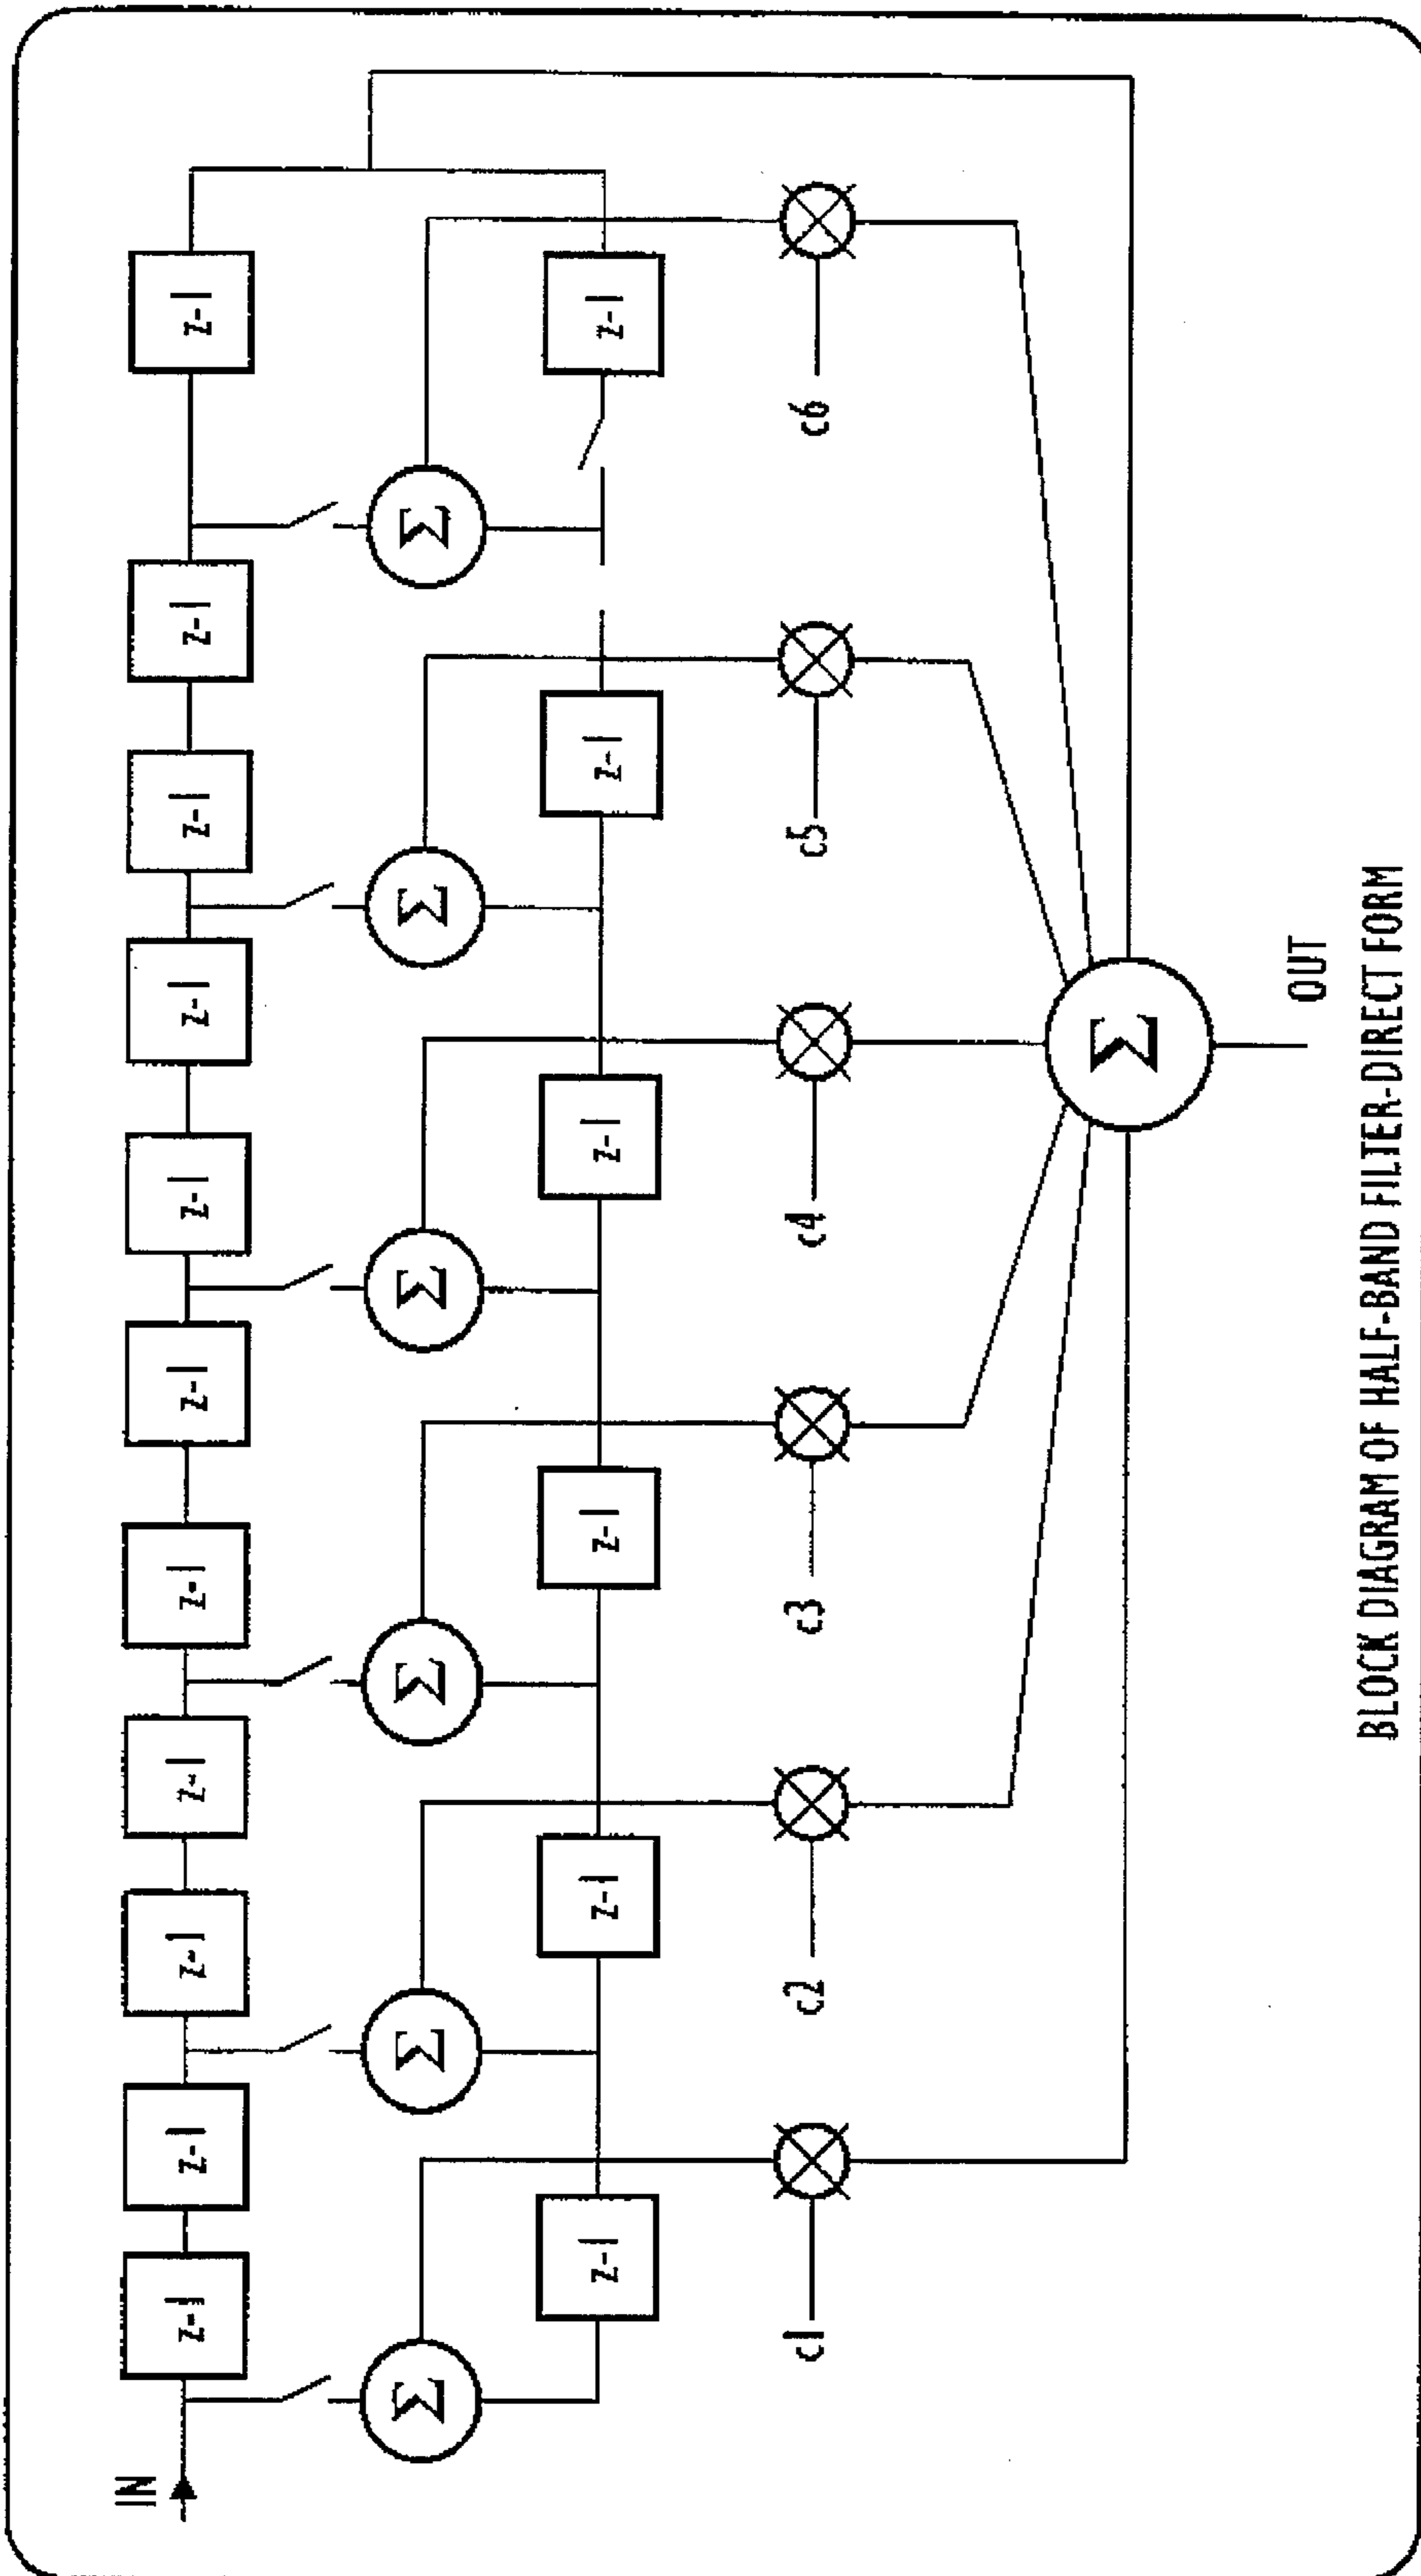 IN
z-1 z-1 z-1 z-1 z-1 z-1 z-1 z-1 z-1 z-1 z-1
Σ Σ Σ Σ Σ Σ
z-1 z-1 z-1 z-1 z-1 z-1
c1 c2 c3 c4 c5 c6
Σ
OUT
BLOCK DIAGRAM OF HALF-BAND FILTER-DIRECT FORM